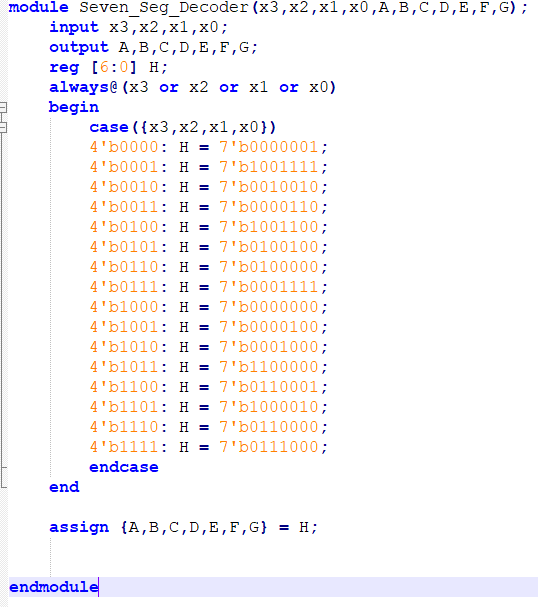 module Seven_Seg_Decoder(x3,x2,x1,x0,A,B,C,D,E,F,G);
input x3,x2,x1,x0;
output A,B,C,D,E,F,G;
reg [6:0] H;
always@(x3 or x2 or x1 or x0)
begin
case({x3,x2,x1,x0})
4'b0000: H = 7'b0000001;
4'b0001: H = 7'b1001111;
4'b0010: H = 7'b0010010;
4'b0011: H = 7'b0000110;
4'b0100: H = 7'b1001100;
4'b0101: H = 7'b0100100;
4'b0110: H = 7'b0100000;
4'b0111: H = 7'b0001111;
4'b1000: H = 7'b0000000;
4'b1001: H = 7'b0000100;
4'b1010: H = 7'b0001000;
4'b1011: H = 7'b1100000;
4'b1100: H = 7'b0110001;
4'b1101: H = 7'b1000010;
4'b1110: H = 7'b0110000;
4'b1111: H = 7'b0111000;
endcase
end
assign {A,B,C,D,E,F,G} = H;
endmodule